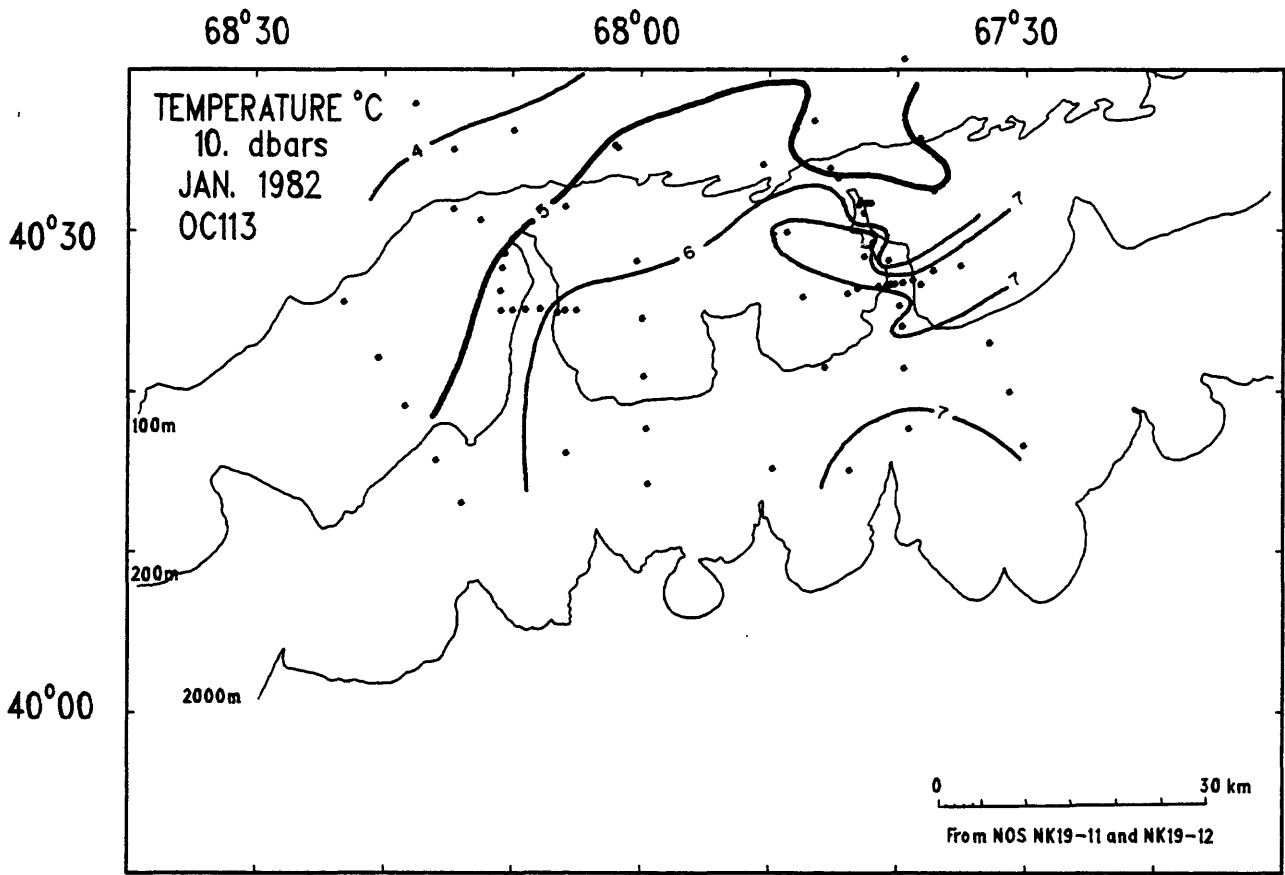 68°30 68°00 67°30
TEMPERATURE °C
10. dbars
JAN. 1982
OC113
40°30
40°00
4
5
6
7
7
7
100m
200m
2000m
0 30 km
From NOS NK19-11 and NK19-12